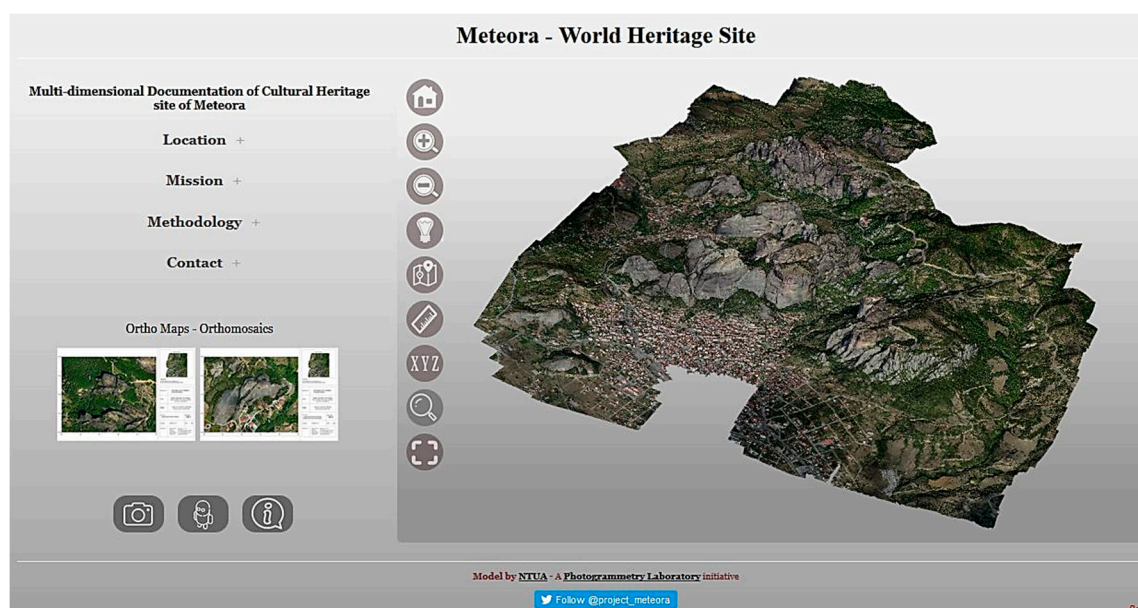 Meteora - World Heritage Site
Multi-dimensional Documentation of Cultural Heritage
site of Meteora
Location +
Mission +
Methodology +
Contact +
Ortho Maps - Orthomosaics
XYZ
Model by NTUA - A Photogrammetry Laboratory initiative
Follow @project_meteora